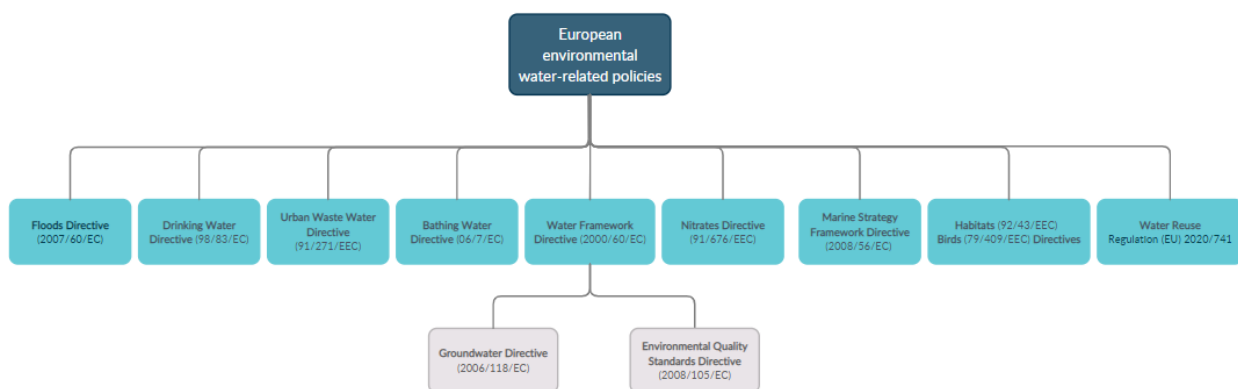 European
environmental
water-related policies
Floods Directive
(2007/60/EC)
Drinking Water
Directive (98/83/EC)
Urban Waste Water
Directive
(91/271/EEC)
Bathing Water
Directive (06/7/EC)
Water Framework
Directive (2000/60/EC)
Nitrates Directive
(91/676/EEC)
Marine Strategy
Framework Directive
(2008/56/EC)
Habitats (92/43/EEC)
Birds (79/409/EEC) Directives
Water Reuse
Regulation (EU) 2020/741
Groundwater Directive
(2006/118/EC)
Environmental Quality
Standards Directive
(2008/105/EC)